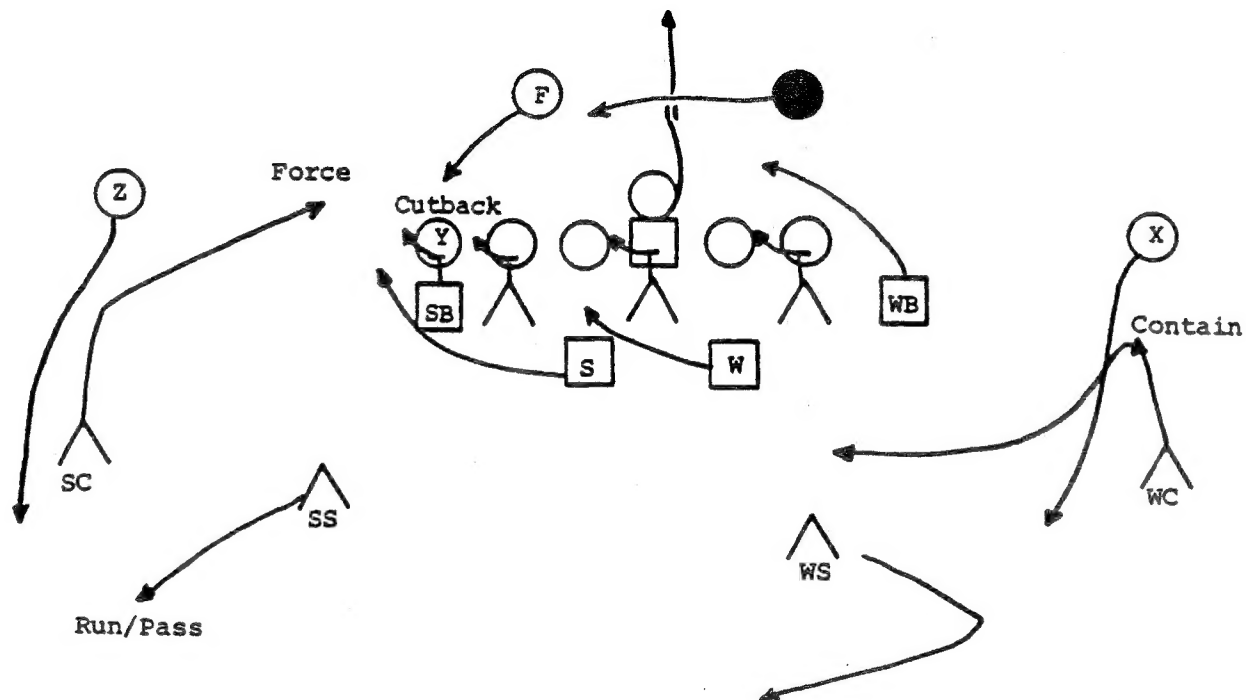 F
Force
Z
Cutback
Y
X
SB
WB
Contain
S
W
SC
WC
SS
WS
Run/Pass